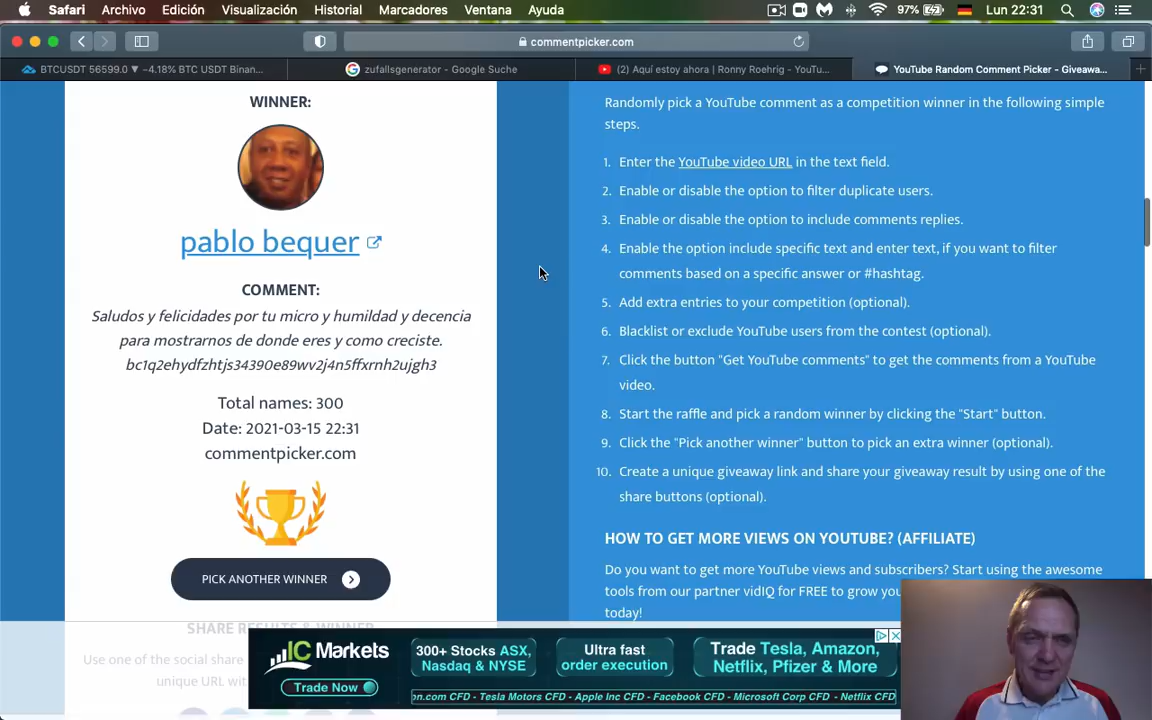 Safari Archivo Edición Visualización Historial Marcadores Ventana Ayuda 97% Lun 22:31
commentpicker.com
BTCUSDT 56599.0 ▼ −4.18% BTC USDT Binan...
zufallsgenerator - Google Suche
(2) Aquí estoy ahora | Ronny Roehrig - YouTu...
YouTube Random Comment Picker - Giveawa...
WINNER:
pablo bequer
COMMENT:
Saludos y felicidades por tu micro y humildad y decencia
para mostrarnos de donde eres y como creciste.
bc1q2ehydfzhtjs34390e89wv2j4n5ffxrnh2ujgh3
Total names: 300
Date: 2021-03-15 22:31
commentpicker.com
PICK ANOTHER WINNER
SHARE RESULTS & WINNER
Use one of the social share
unique URL wit
Randomly pick a YouTube comment as a competition winner in the following simple
steps.
1. Enter the YouTube video URL in the text field.
2. Enable or disable the option to filter duplicate users.
3. Enable or disable the option to include comments replies.
4. Enable the option include specific text and enter text, if you want to filter
comments based on a specific answer or #hashtag.
5. Add extra entries to your competition (optional).
6. Blacklist or exclude YouTube users from the contest (optional).
7. Click the button "Get YouTube comments" to get the comments from a YouTube
video.
8. Start the raffle and pick a random winner by clicking the "Start" button.
9. Click the "Pick another winner" button to pick an extra winner (optional).
10. Create a unique giveaway link and share your giveaway result by using one of the
share buttons (optional).
HOW TO GET MORE VIEWS ON YOUTUBE? (AFFILIATE)
Do you want to get more YouTube views and subscribers? Start using the awesome
tools from our partner vidIQ for FREE to grow you
today!
IC Markets
Trade Now
300+ Stocks ASX,
Nasdaq & NYSE
Ultra fast
order execution
Trade Tesla, Amazon,
Netflix, Pfizer & More
on.com CFD - Tesla Motors CFD - Apple Inc CFD - Facebook CFD - Microsoft Corp CFD - Netflix CFD